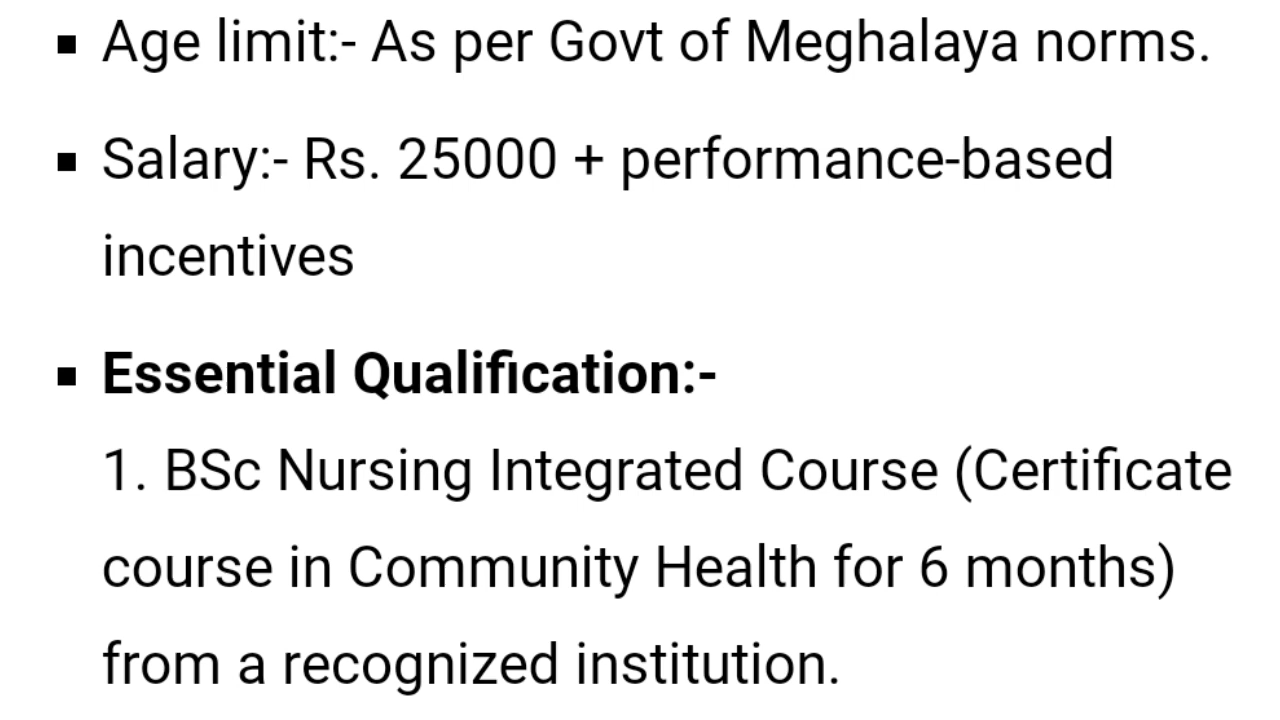 ▪ Age limit:- As per Govt of Meghalaya norms.
▪ Salary:- Rs. 25000 + performance-based
incentives
▪ Essential Qualification:-
1. BSc Nursing Integrated Course (Certificate
course in Community Health for 6 months)
from a recognized institution.